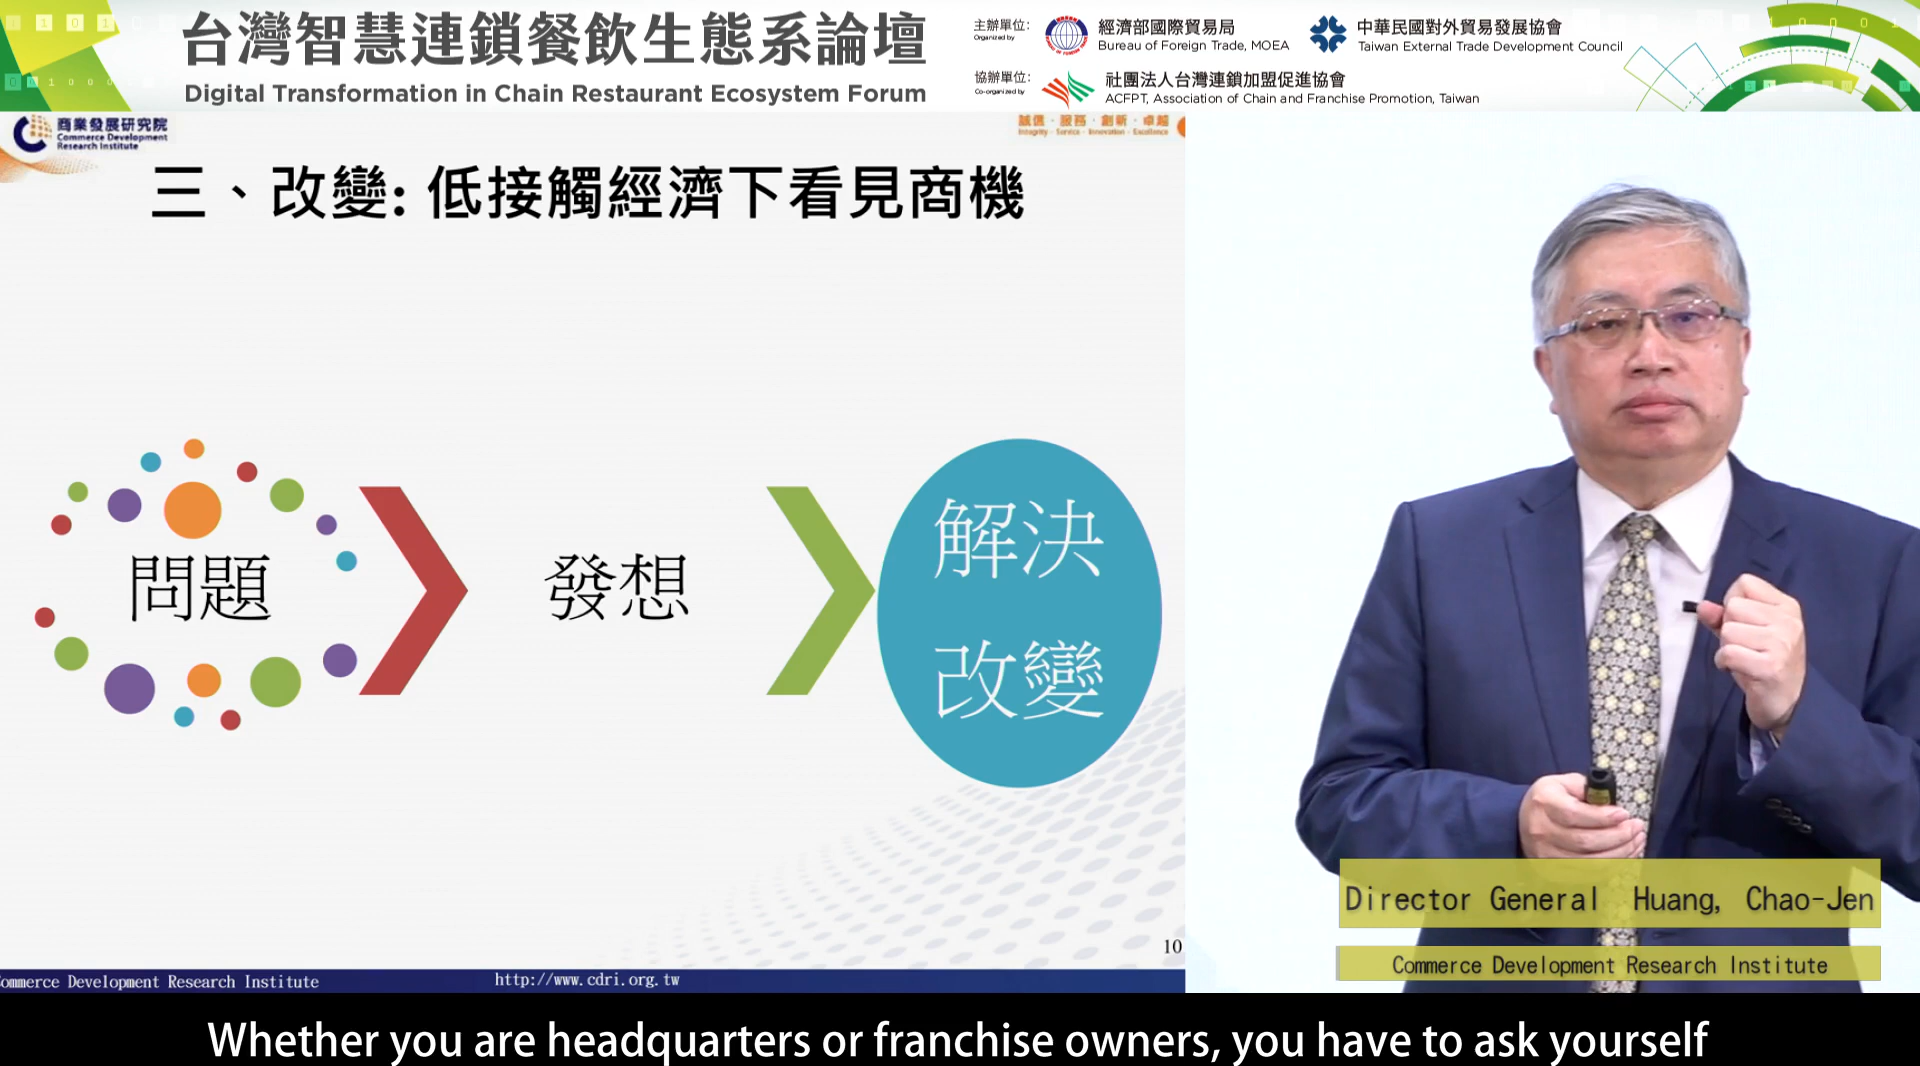 台灣智慧連鎖餐飲生態系論壇
Digital Transformation in Chain Restaurant Ecosystem Forum
主辦單位:
Organized by
經濟部國際貿易局
Bureau of Foreign Trade, MOEA
中華民國對外貿易發展協會
Taiwan External Trade Development Council
協辦單位:
Co-organized by
社團法人台灣連鎖加盟促進協會
ACFPT, Association of Chain and Franchise Promotion, Taiwan
商業發展研究院
Commerce Development
Research Institute
誠信 · 服務 · 創新 · 卓越
Integrity · Service · Innovation · Excellence
三、改變: 低接觸經濟下看見商機
問題
發想
解決
改變
10
ommerce Development Research Institute
http://www.cdri.org.tw
Director General Huang, Chao-Jen
Commerce Development Research Institute
Whether you are headquarters or franchise owners, you have to ask yourself